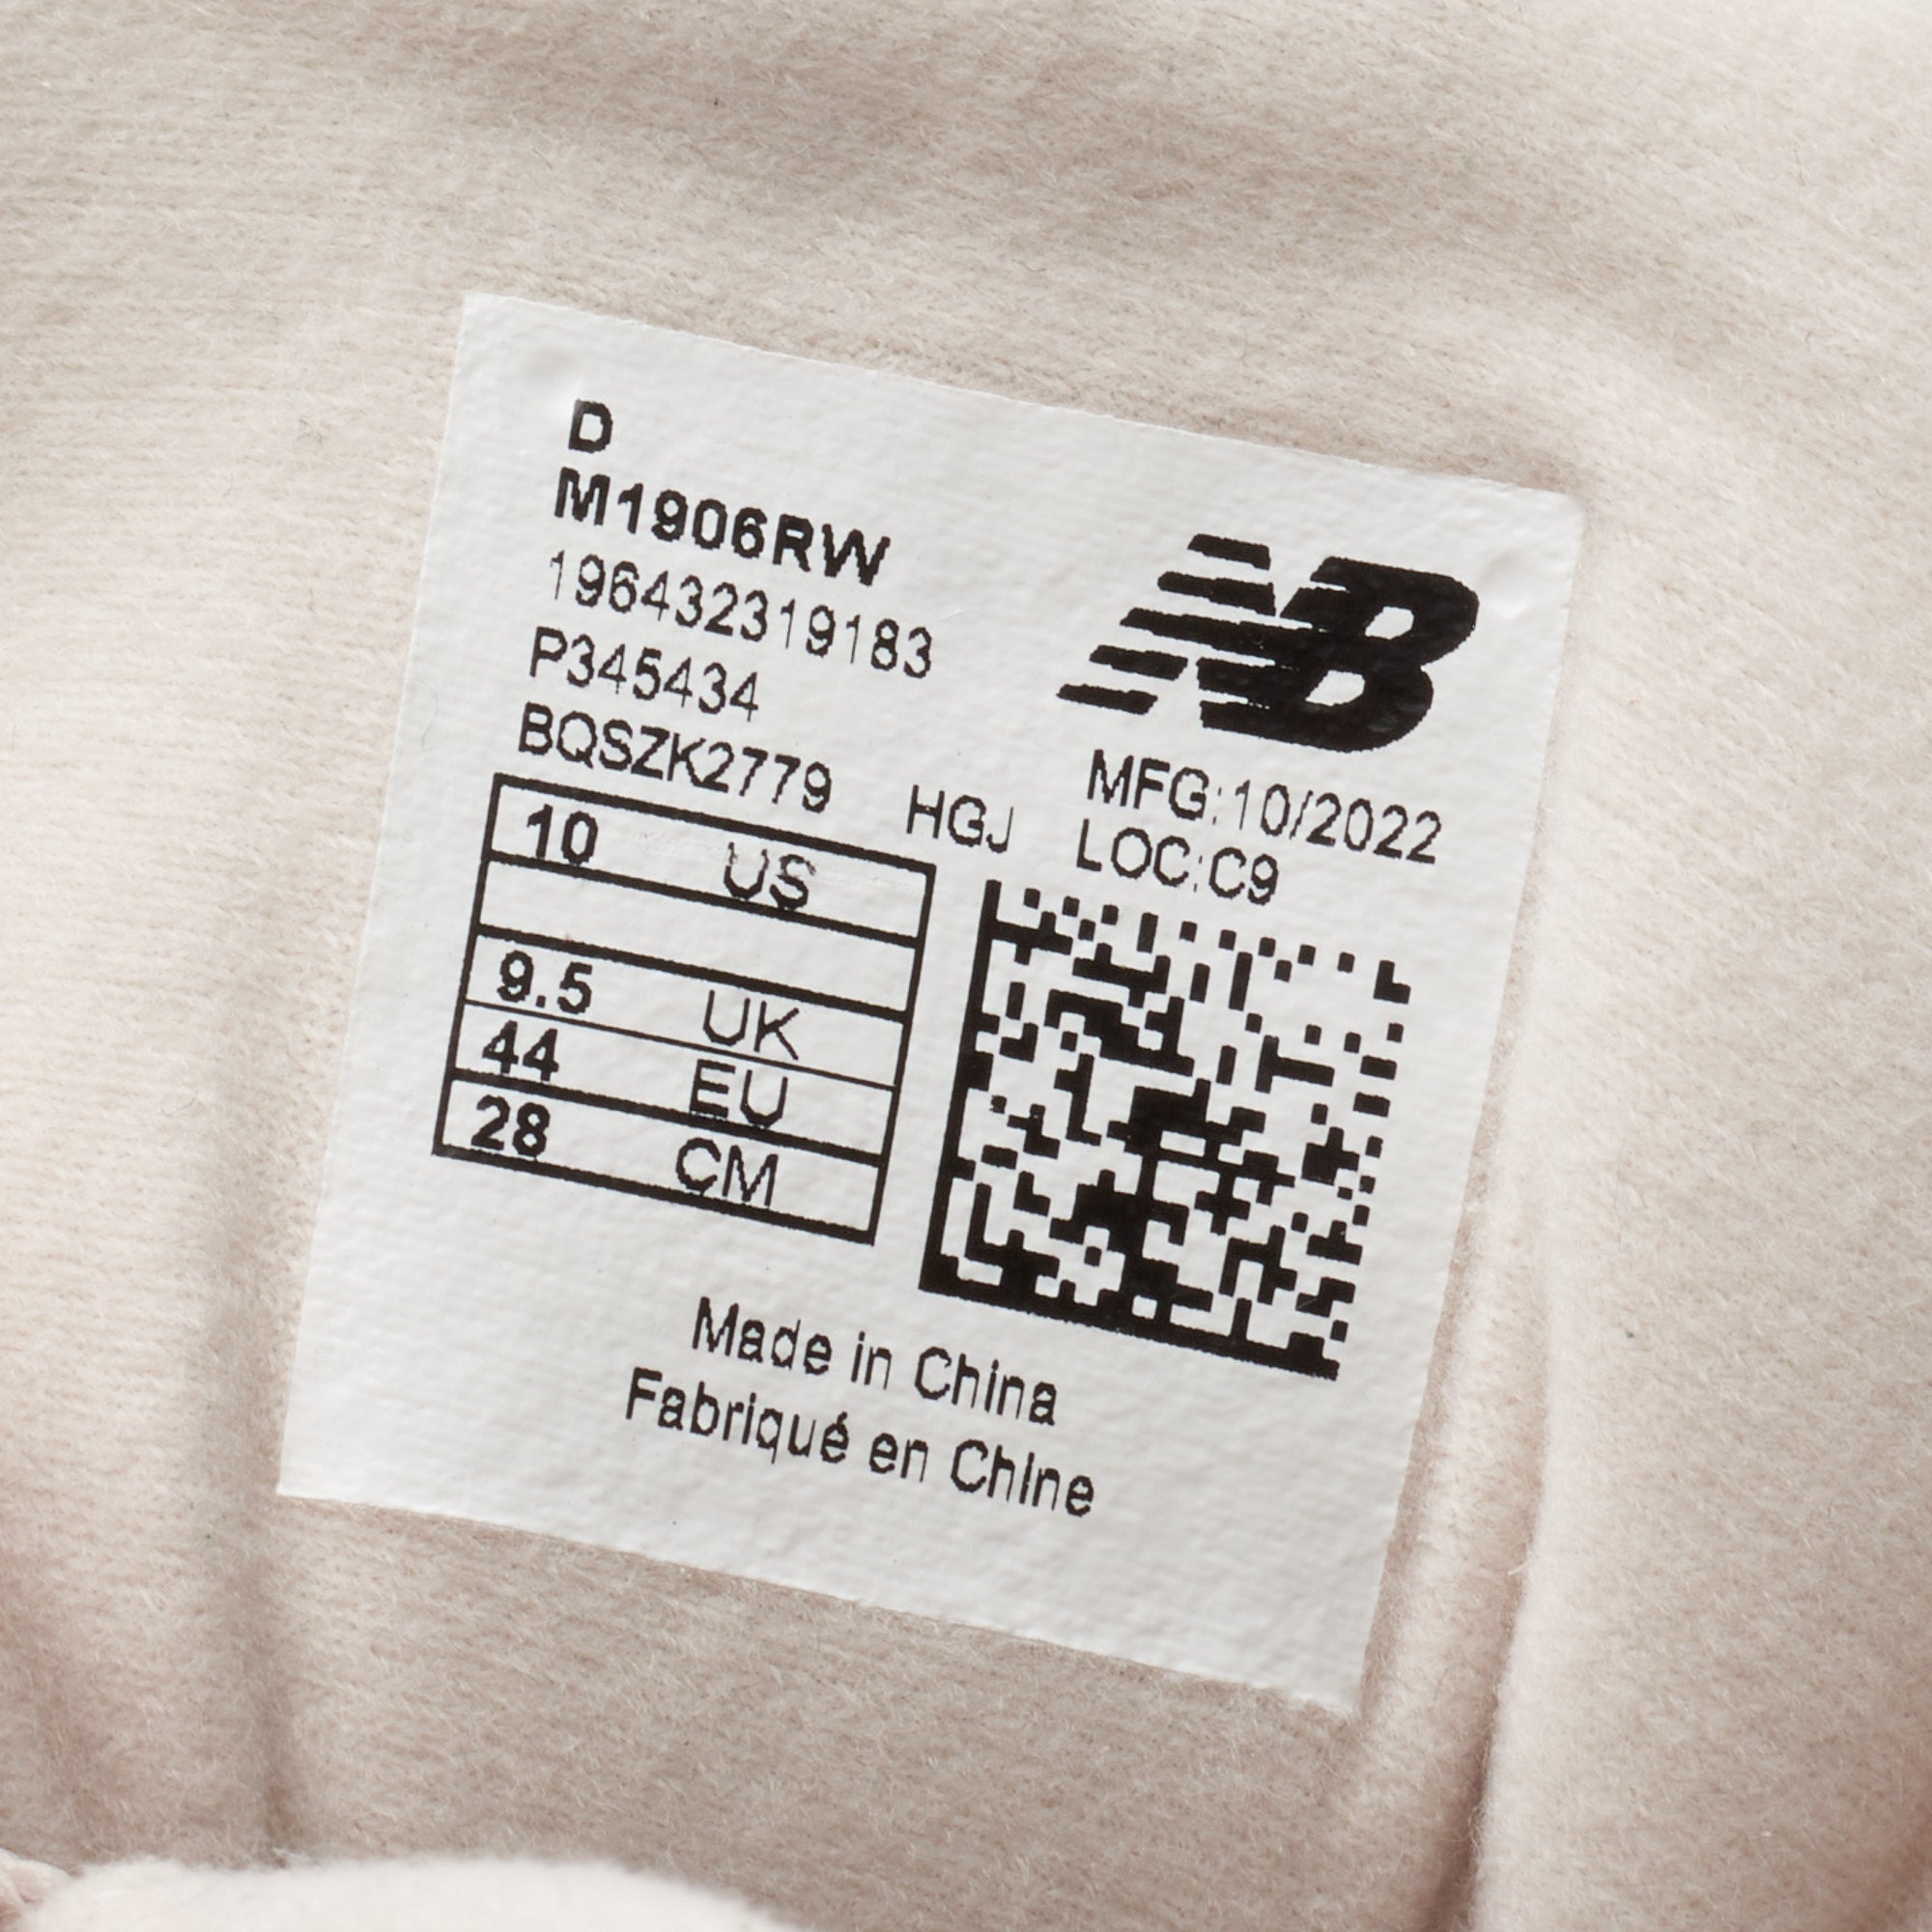 D
M1906RW
196432319183
P345434
BQSZK2779 HGJ
NB
MFG:10/2022
LOC:C9
10 US
9.5 UK
44 EU
28 CM
Made in China
Fabriqué en Chine